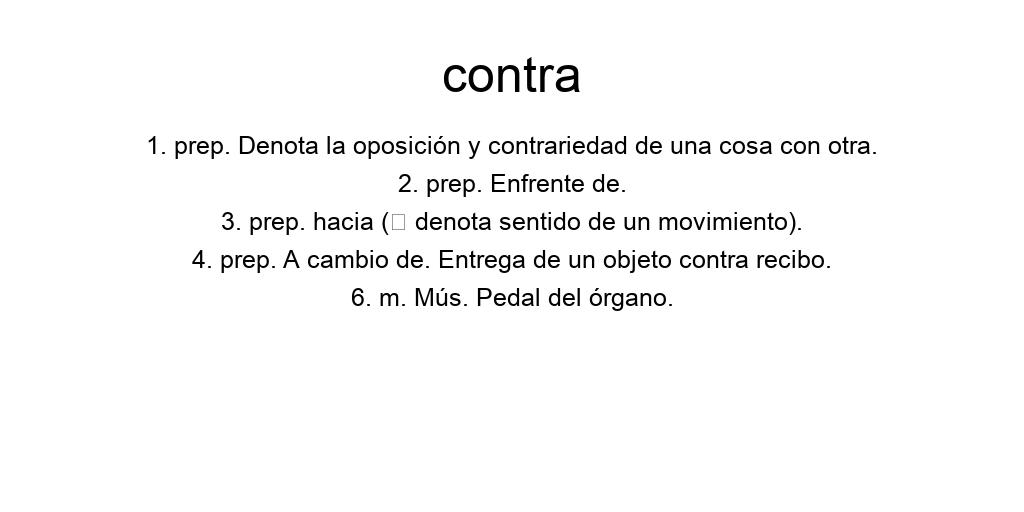 contra
1. prep. Denota la oposición y contrariedad de una cosa con otra.
2. prep. Enfrente de.
3. prep. hacia (□ denota sentido de un movimiento).
4. prep. A cambio de. Entrega de un objeto contra recibo.
6. m. Mús. Pedal del órgano.